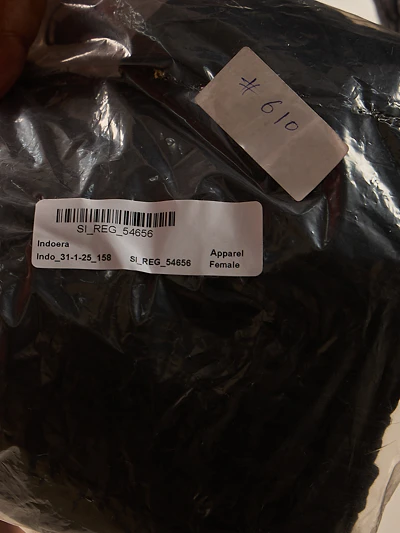 # 610
SI_REG_54656
Indoera
Apparel
Indo_31-1-25_158 SI_REG_54656 Female